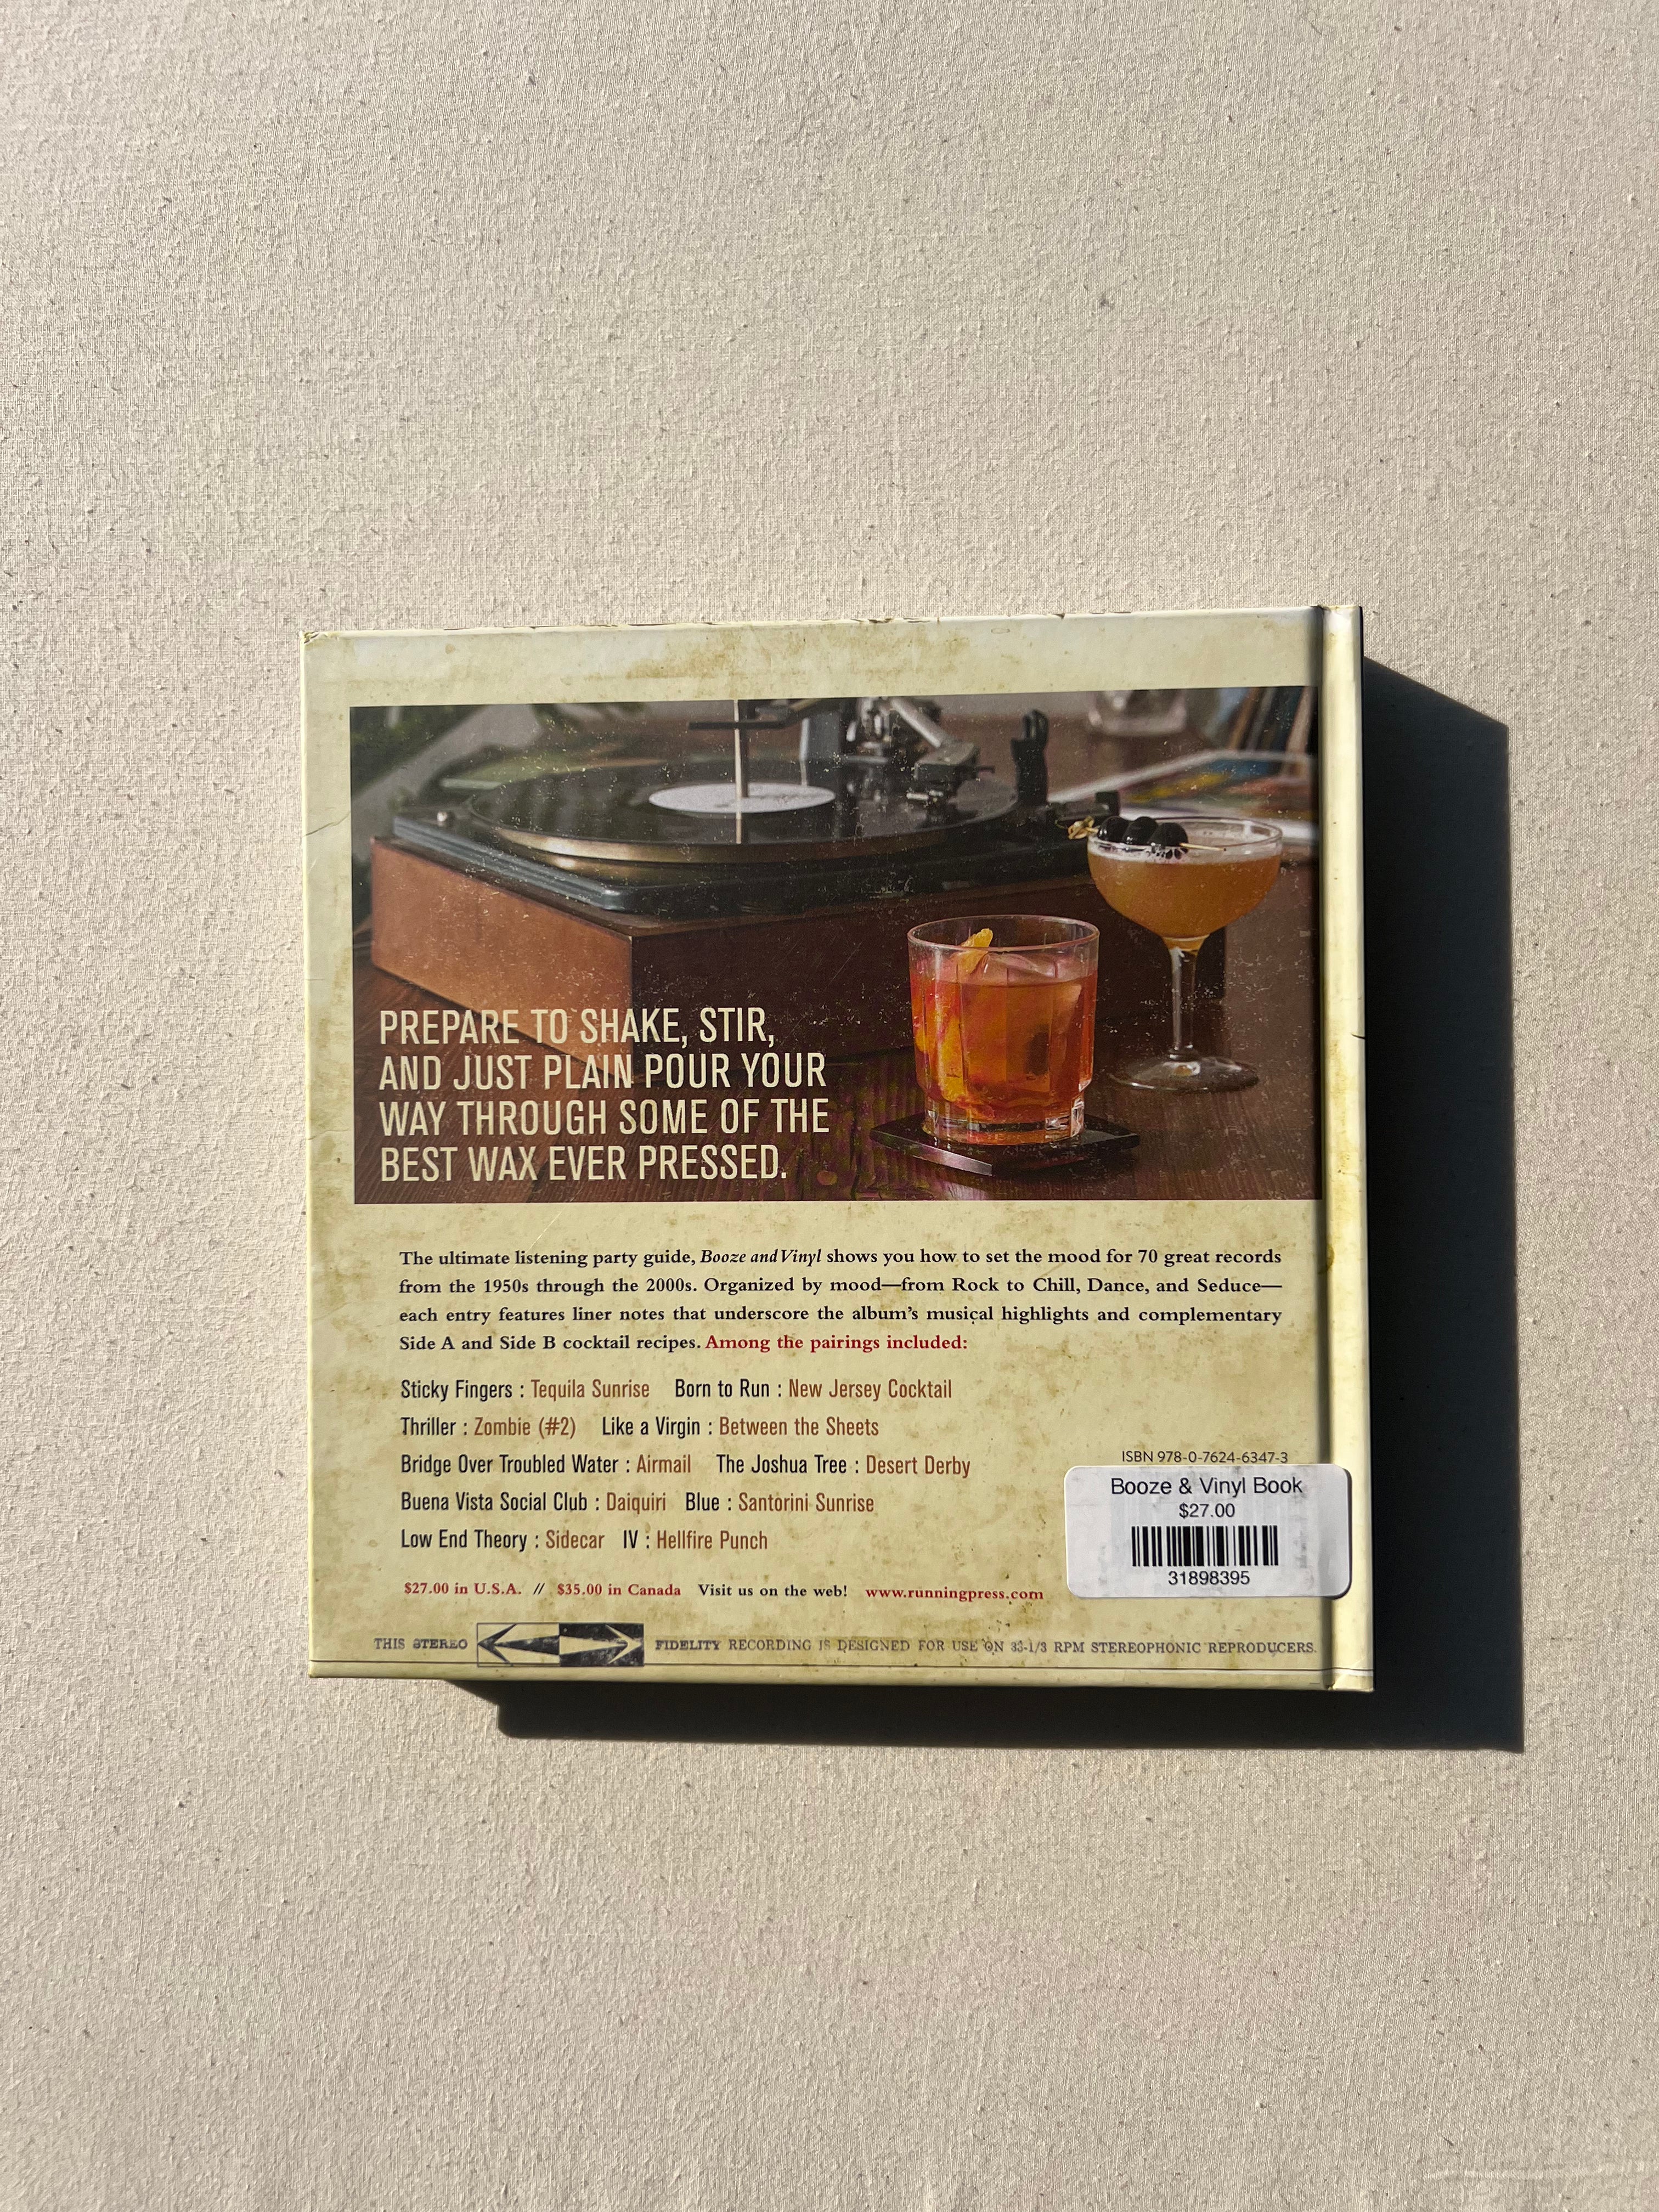 PREPARE TO SHAKE, STIR,
AND JUST PLAIN POUR YOUR
WAY THROUGH SOME OF THE
BEST WAX EVER PRESSED.
The ultimate listening party guide, Booze and Vinyl shows you how to set the mood for 70 great records
from the 1950s through the 2000s. Organized by mood—from Rock to Chill, Dance, and Seduce—
each entry features liner notes that underscore the album's musical highlights and complementary
Side A and Side B cocktail recipes. Among the pairings included:
Sticky Fingers : Tequila Sunrise Born to Run : New Jersey Cocktail
Thriller : Zombie (#2) Like a Virgin : Between the Sheets
Bridge Over Troubled Water : Airmail The Joshua Tree : Desert Derby
Buena Vista Social Club : Daiquiri Blue : Santorini Sunrise
Low End Theory : Sidecar IV : Hellfire Punch
ISBN 978-0-7624-6347-3
Booze & Vinyl Book
$27.00
31898395
$27.00 in U.S.A. // $35.00 in Canada Visit us on the web! www.runningpress.com
THIS STEREO FIDELITY RECORDING IS DESIGNED FOR USE ON 33-1/3 RPM STEREOPHONIC REPRODUCERS.